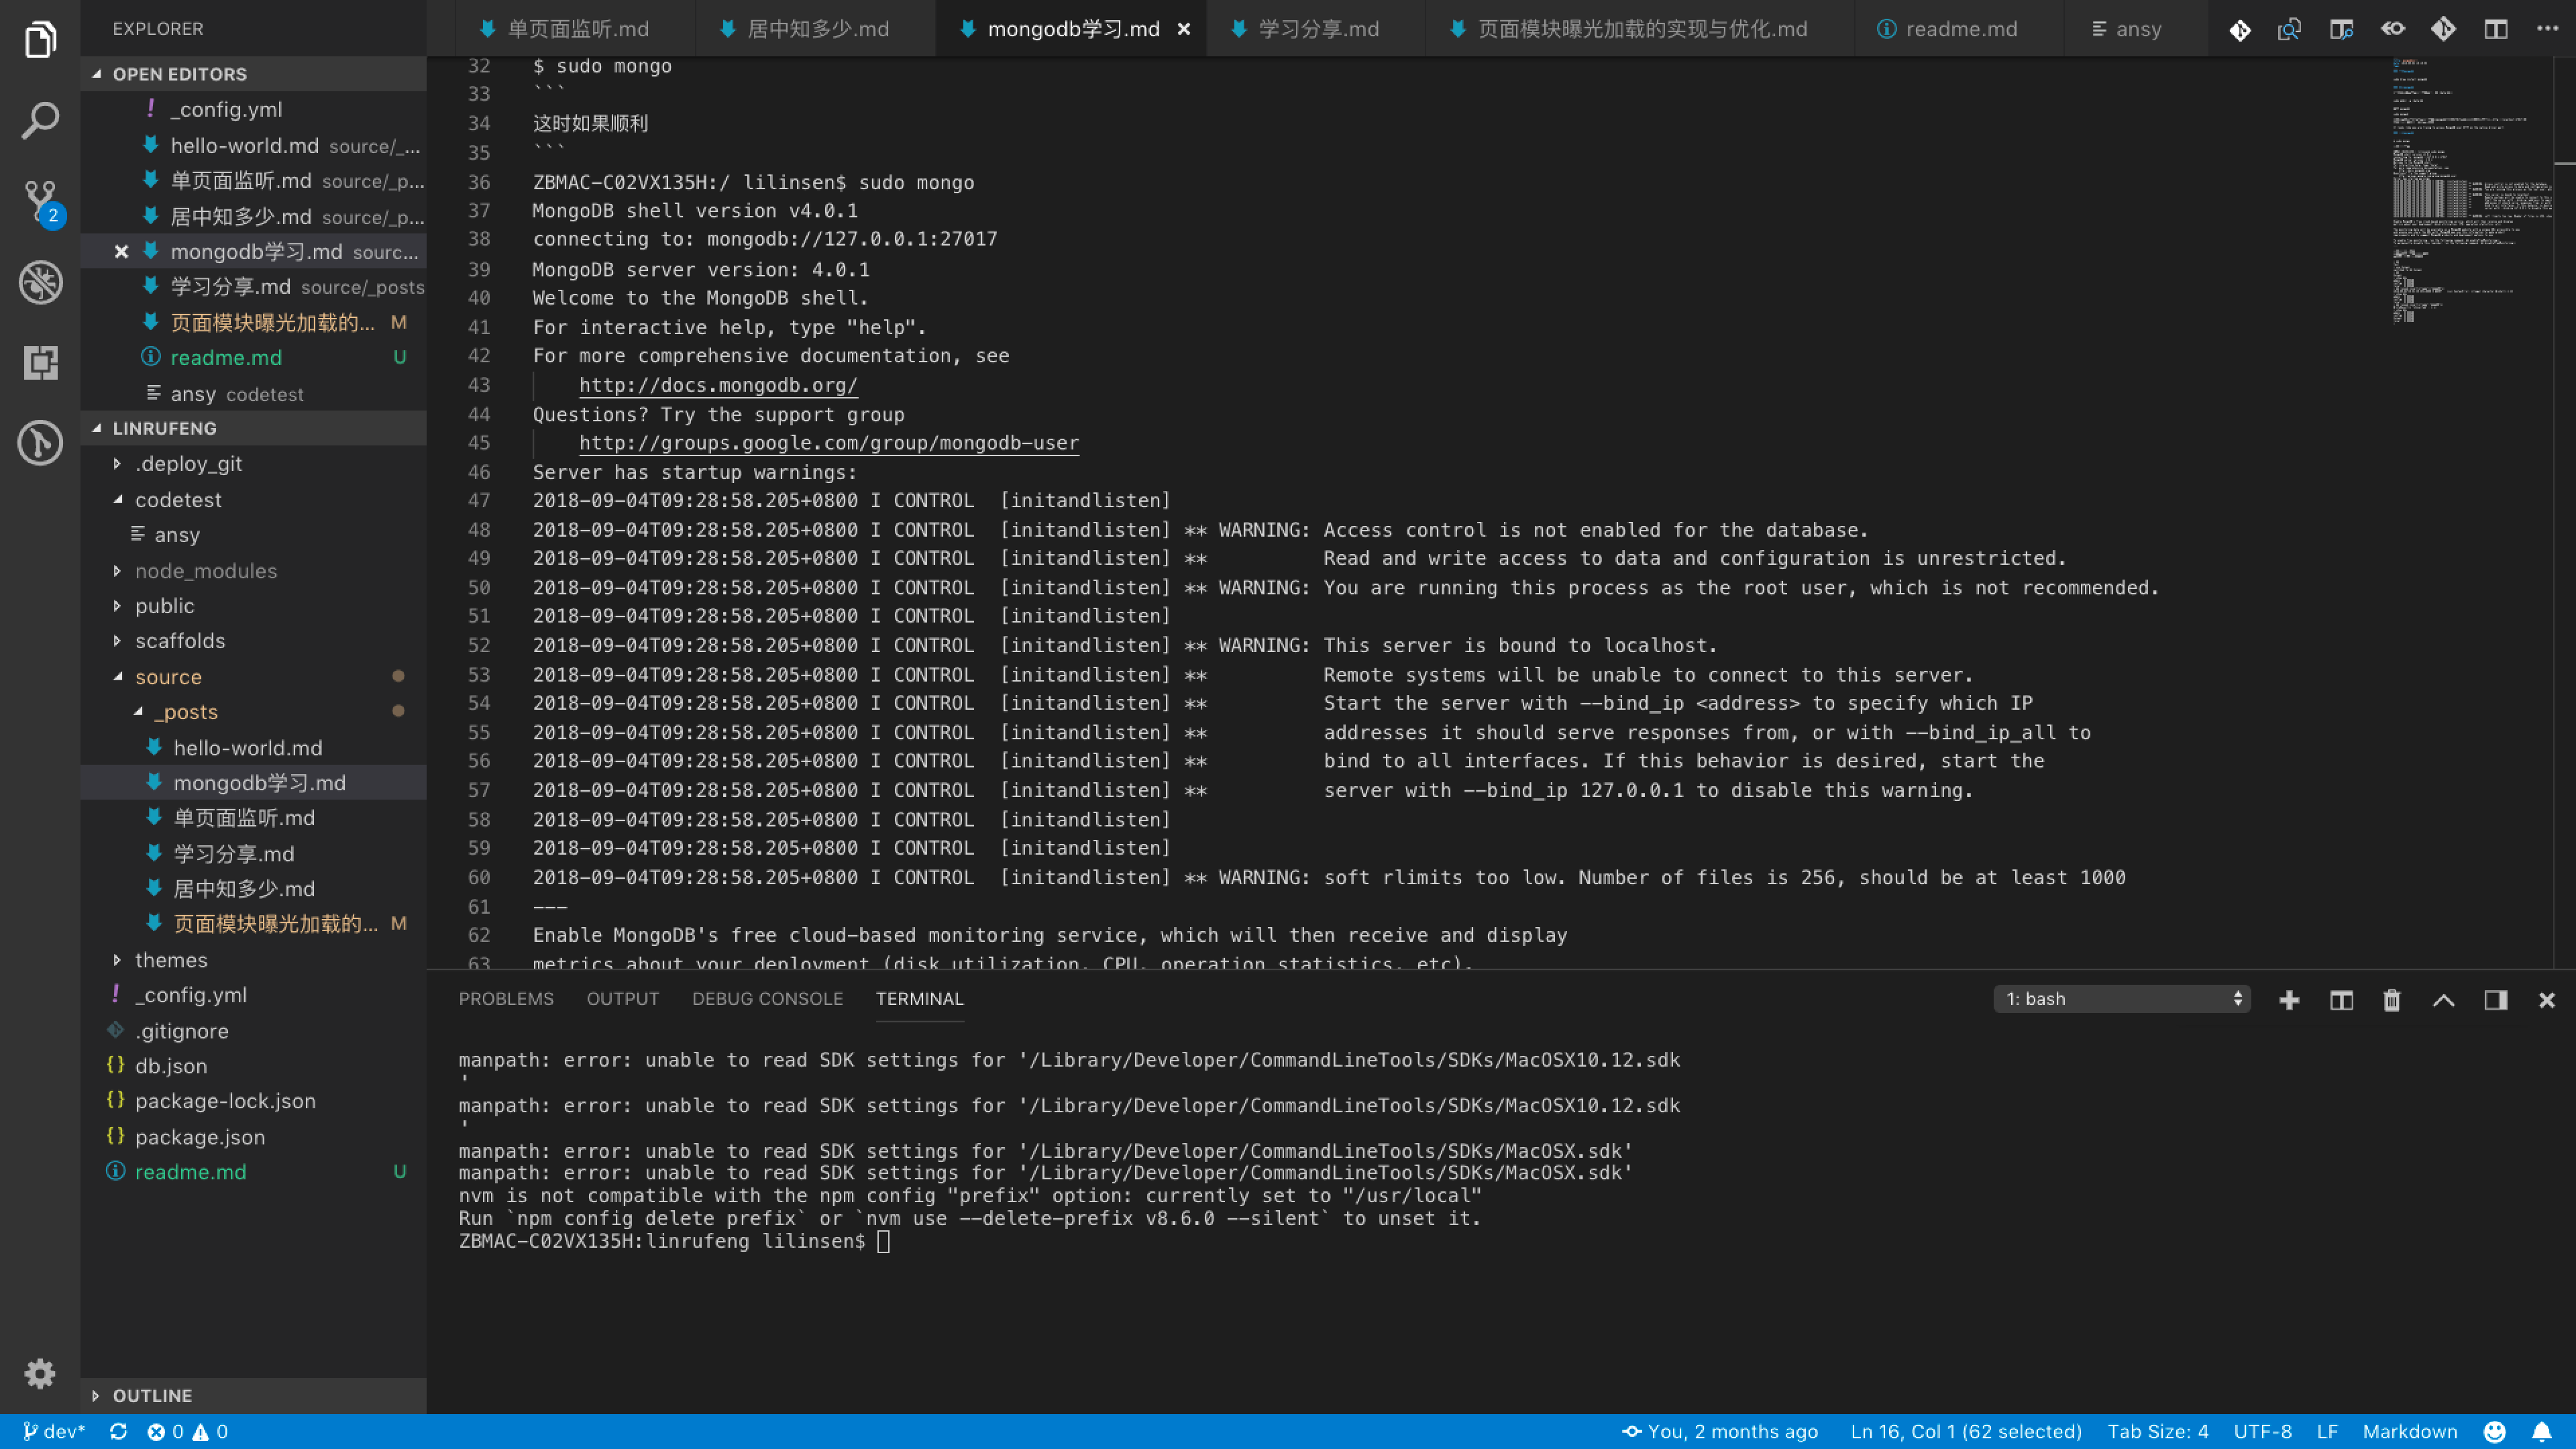 EXPLORER
OPEN EDITORS
! _config.yml
hello-world.md source/_...
单页面监听.md source/_p...
居中知多少.md source/_p...
mongodb学习.md sourc...
学习分享.md source/_posts
页面模块曝光加载的... M
readme.md U
ansy codetest
LINRUFENG
.deploy_git
codetest
ansy
node_modules
public
scaffolds
source
_posts
hello-world.md
mongodb学习.md
单页面监听.md
学习分享.md
居中知多少.md
页面模块曝光加载的... M
themes
! _config.yml
.gitignore
{} db.json
{} package-lock.json
{} package.json
readme.md U
OUTLINE
2
单页面监听.md 居中知多少.md mongodb学习.md 学习分享.md 页面模块曝光加载的实现与优化.md readme.md ansy
32 $ sudo mongo
33 ```
34 这时如果顺利
35 ```
36 ZBMAC-C02VX135H:/ lilinsen$ sudo mongo
37 MongoDB shell version v4.0.1
38 connecting to: mongodb://127.0.0.1:27017
39 MongoDB server version: 4.0.1
40 Welcome to the MongoDB shell.
41 For interactive help, type "help".
42 For more comprehensive documentation, see
43 http://docs.mongodb.org/
44 Questions? Try the support group
45 http://groups.google.com/group/mongodb-user
46 Server has startup warnings:
47 2018-09-04T09:28:58.205+0800 I CONTROL [initandlisten]
48 2018-09-04T09:28:58.205+0800 I CONTROL [initandlisten] ** WARNING: Access control is not enabled for the database.
49 2018-09-04T09:28:58.205+0800 I CONTROL [initandlisten] ** Read and write access to data and configuration is unrestricted.
50 2018-09-04T09:28:58.205+0800 I CONTROL [initandlisten] ** WARNING: You are running this process as the root user, which is not recommended.
51 2018-09-04T09:28:58.205+0800 I CONTROL [initandlisten]
52 2018-09-04T09:28:58.205+0800 I CONTROL [initandlisten] ** WARNING: This server is bound to localhost.
53 2018-09-04T09:28:58.205+0800 I CONTROL [initandlisten] ** Remote systems will be unable to connect to this server.
54 2018-09-04T09:28:58.205+0800 I CONTROL [initandlisten] ** Start the server with --bind_ip <address> to specify which IP
55 2018-09-04T09:28:58.205+0800 I CONTROL [initandlisten] ** addresses it should serve responses from, or with --bind_ip_all to
56 2018-09-04T09:28:58.205+0800 I CONTROL [initandlisten] ** bind to all interfaces. If this behavior is desired, start the
57 2018-09-04T09:28:58.205+0800 I CONTROL [initandlisten] ** server with --bind_ip 127.0.0.1 to disable this warning.
58 2018-09-04T09:28:58.205+0800 I CONTROL [initandlisten]
59 2018-09-04T09:28:58.205+0800 I CONTROL [initandlisten]
60 2018-09-04T09:28:58.205+0800 I CONTROL [initandlisten] ** WARNING: soft rlimits too low. Number of files is 256, should be at least 1000
61 ---
62 Enable MongoDB's free cloud-based monitoring service, which will then receive and display
63 metrics about your deployment (disk utilization, CPU, operation statistics, etc).
PROBLEMS OUTPUT DEBUG CONSOLE TERMINAL 1: bash
manpath: error: unable to read SDK settings for '/Library/Developer/CommandLineTools/SDKs/MacOSX10.12.sdk
'
manpath: error: unable to read SDK settings for '/Library/Developer/CommandLineTools/SDKs/MacOSX10.12.sdk
'
manpath: error: unable to read SDK settings for '/Library/Developer/CommandLineTools/SDKs/MacOSX.sdk'
manpath: error: unable to read SDK settings for '/Library/Developer/CommandLineTools/SDKs/MacOSX.sdk'
nvm is not compatible with the npm config "prefix" option: currently set to "/usr/local"
Run `npm config delete prefix` or `nvm use --delete-prefix v8.6.0 --silent` to unset it.
ZBMAC-C02VX135H:linrufeng lilinsen$
dev* 0 0 You, 2 months ago Ln 16, Col 1 (62 selected) Tab Size: 4 UTF-8 LF Markdown